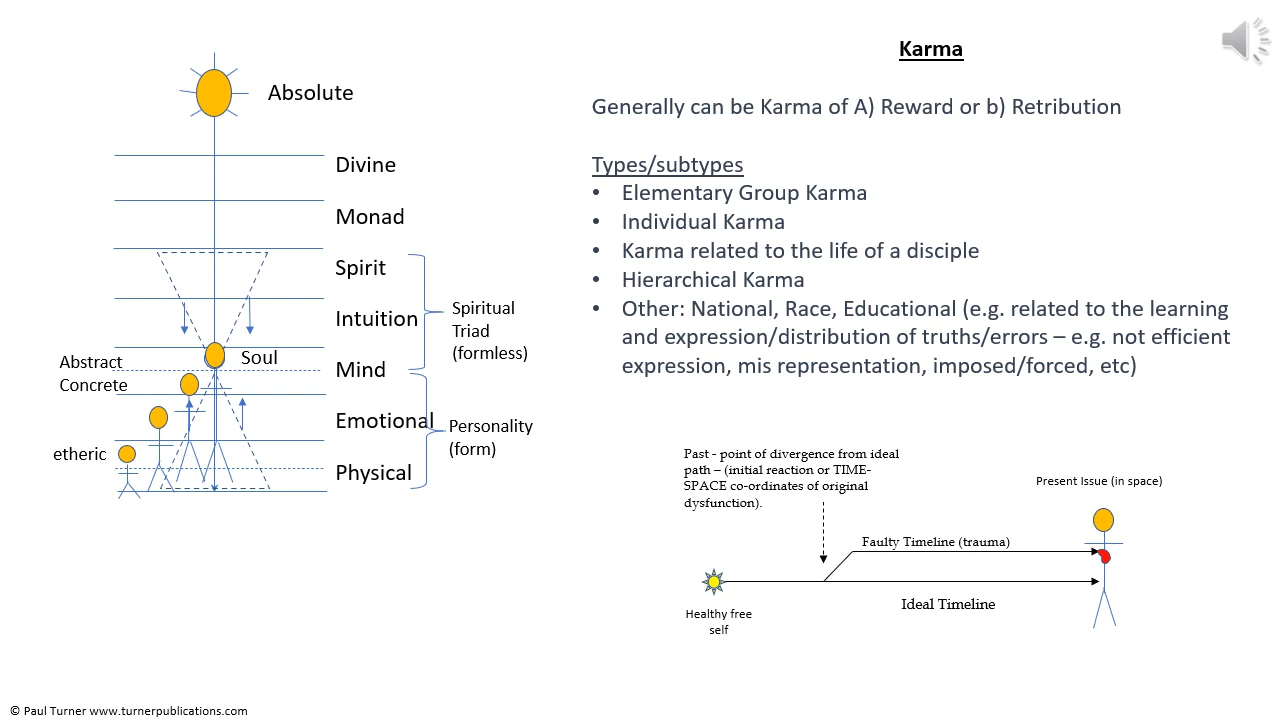 Karma
Absolute
Divine
Monad
Spirit
Intuition
Mind
Emotional
Physical
Soul
Abstract
Concrete
etheric
Spiritual
Triad
(formless)
Personality
(form)
Generally can be Karma of A) Reward or b) Retribution
Types/subtypes
• Elementary Group Karma
• Individual Karma
• Karma related to the life of a disciple
• Hierarchical Karma
• Other: National, Race, Educational (e.g. related to the learning
and expression/distribution of truths/errors – e.g. not efficient
expression, mis representation, imposed/forced, etc)
Past - point of divergence from ideal
path – (initial reaction or TIME-
SPACE co-ordinates of original
dysfunction).
Present Issue (in space)
Faulty Timeline (trauma)
Ideal Timeline
Healthy free
self
© Paul Turner www.turnerpublications.com